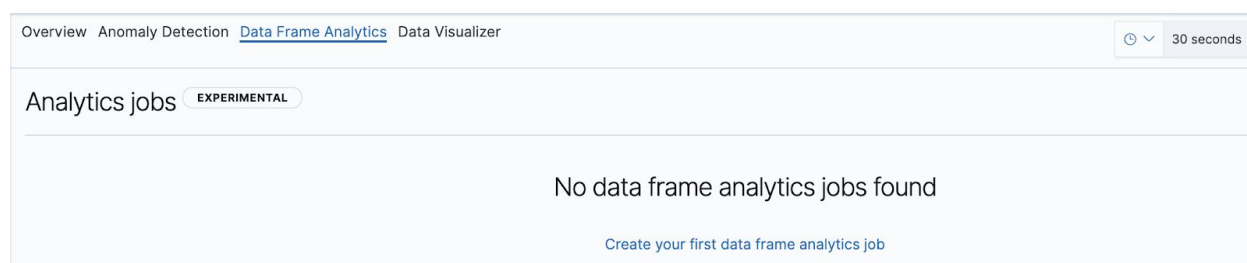 Overview Anomaly Detection Data Frame Analytics Data Visualizer 30 seconds
Analytics jobs EXPERIMENTAL
No data frame analytics jobs found
Create your first data frame analytics job